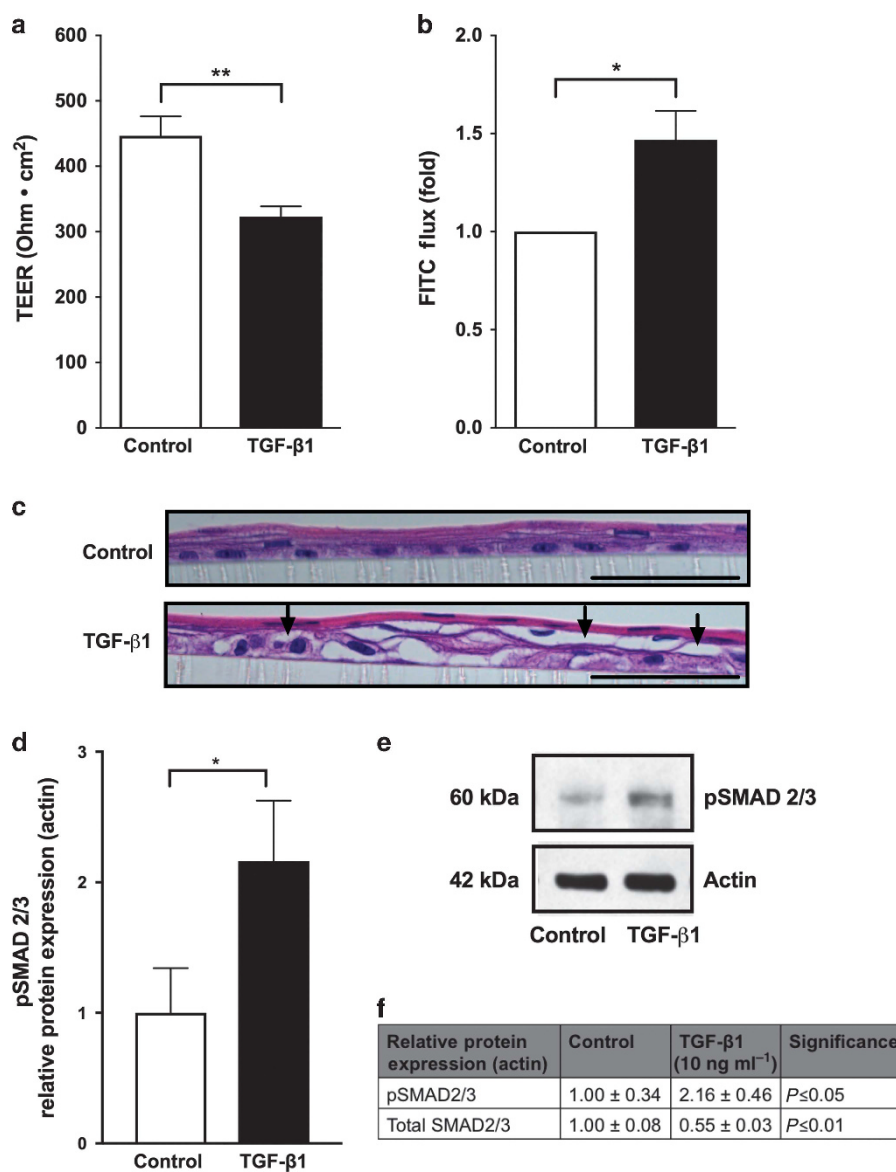 a
600
500
400
300
200
100
0
TEER (Ohm • cm²)
**
Control
TGF-β1
b
2.0
1.5
1.0
0.5
0.0
FITC flux (fold)
*
Control
TGF-β1
c
Control
TGF-β1
d
3
2
1
0
pSMAD 2/3
relative protein expression (actin)
*
Control
TGF-β1
e
60 kDa
pSMAD 2/3
42 kDa
Actin
Control
TGF-β1
f
Relative protein expression (actin) Control TGF-β1 (10 ng ml⁻¹) Significance
pSMAD2/3 1.00 ± 0.34 2.16 ± 0.46 P≤0.05
Total SMAD2/3 1.00 ± 0.08 0.55 ± 0.03 P≤0.01